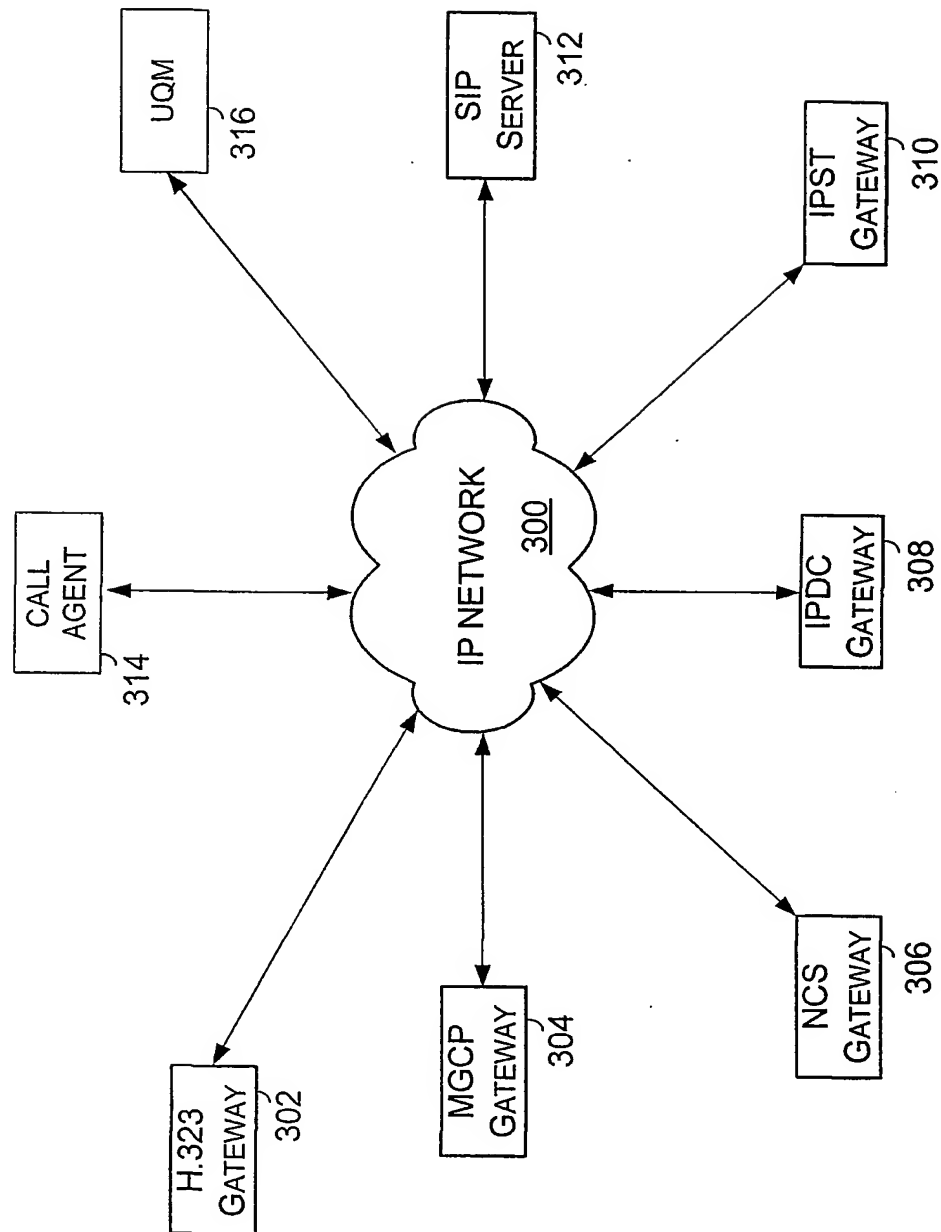 UQM
316
SIP
SERVER
312
IPST
GATEWAY
310
CALL
AGENT
314
IP NETWORK
300
IPDC
GATEWAY
308
H.323
GATEWAY
302
MGCP
GATEWAY
304
NCS
GATEWAY
306